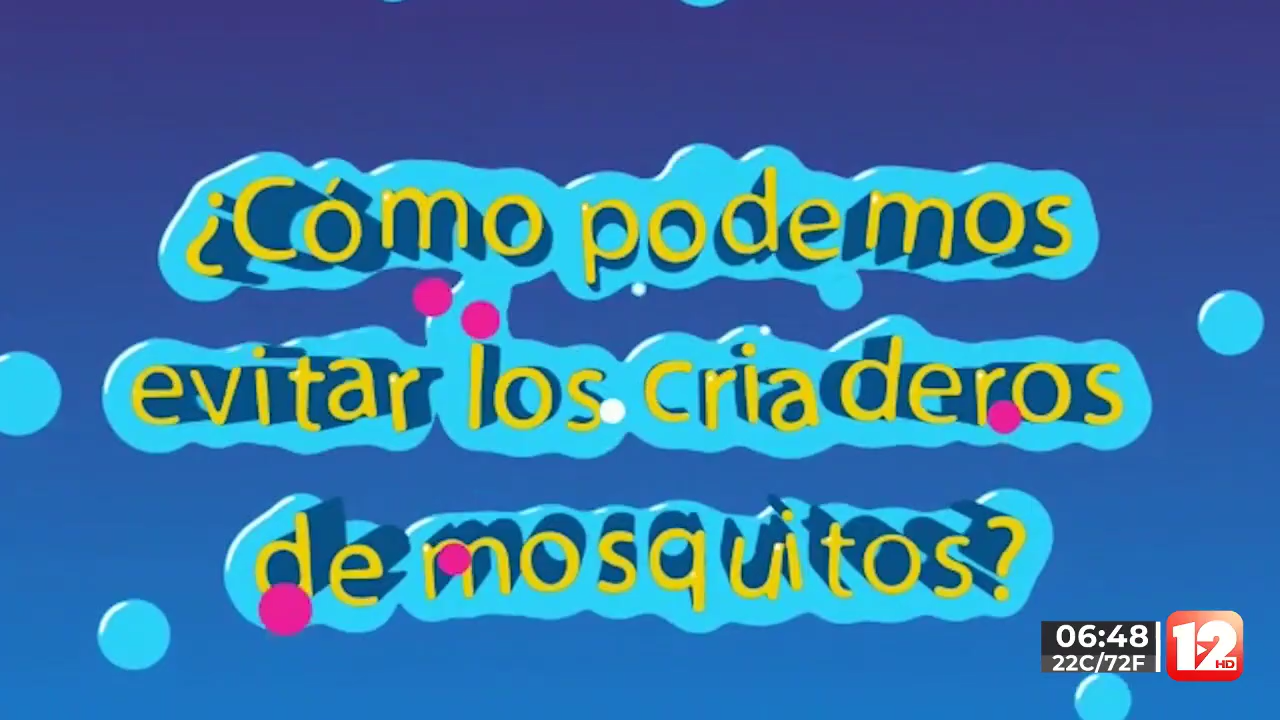 ¿Cómo podemos
evitar los criaderos
de mosquitos?
06:48
22C/72F
12
HD